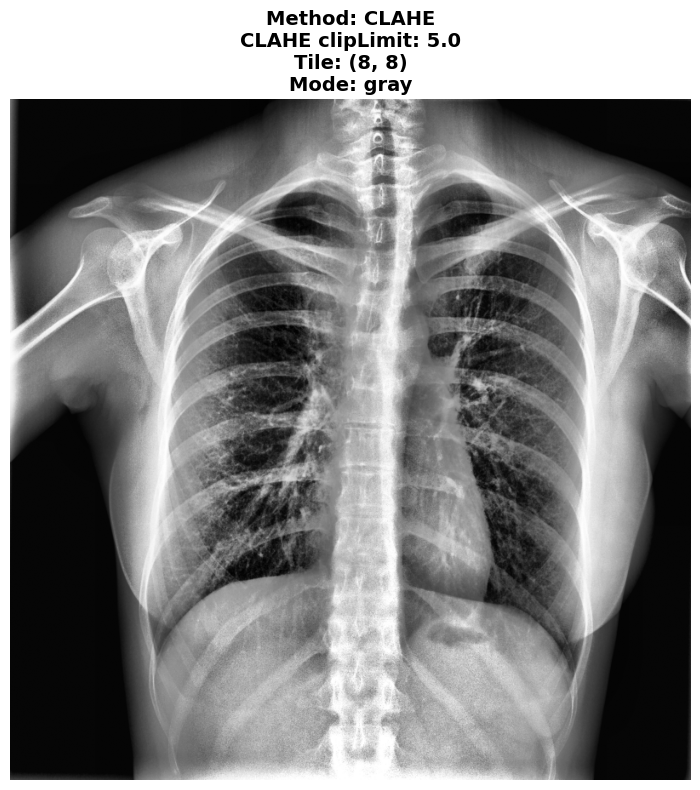 Method: CLAHE
CLAHE clipLimit: 5.0
Tile: (8, 8)
Mode: gray